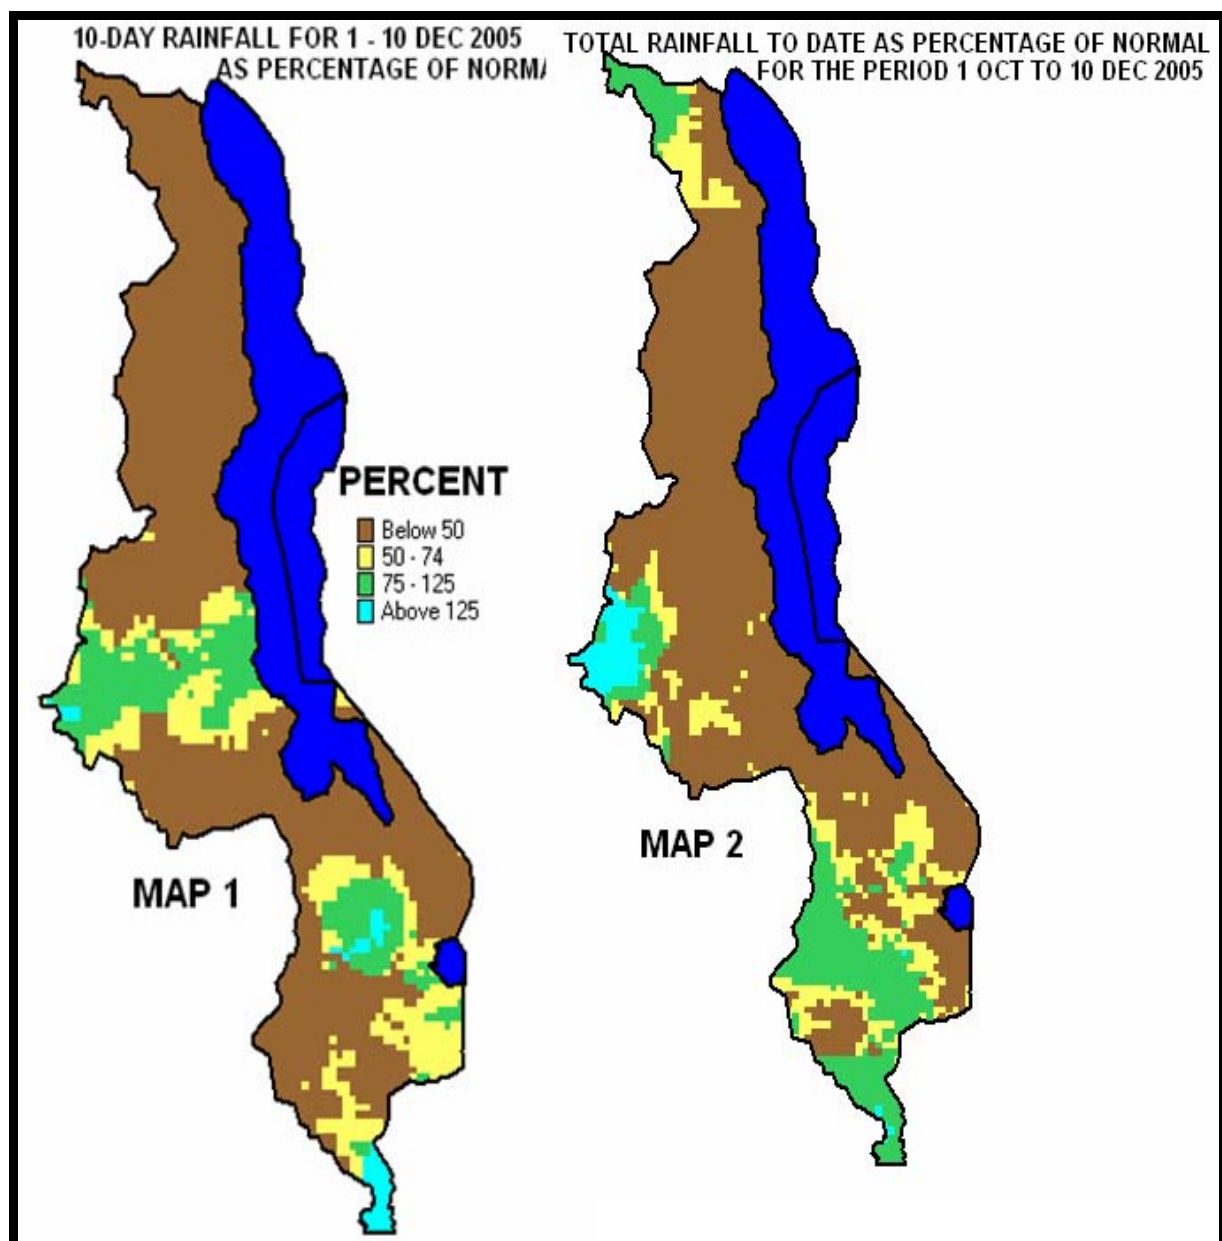 10-DAY RAINFALL FOR 1 - 10 DEC 2005
AS PERCENTAGE OF NORMA
TOTAL RAINFALL TO DATE AS PERCENTAGE OF NORMAL
FOR THE PERIOD 1 OCT TO 10 DEC 2005
PERCENT
Below 50
50 - 74
75 - 125
Above 125
MAP 1
MAP 2